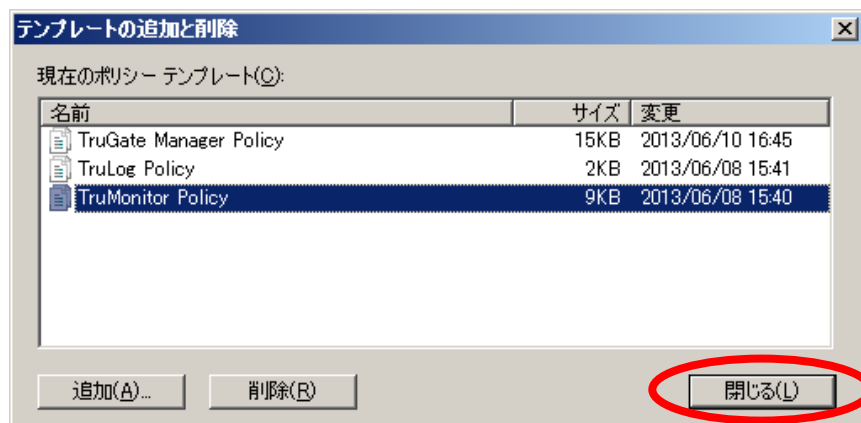 テンプレートの追加と削除
現在のポリシー テンプレート(C):
名前 サイズ 変更
TruGate Manager Policy 15KB 2013/06/10 16:45
TruLog Policy 2KB 2013/06/08 15:41
TruMonitor Policy 9KB 2013/06/08 15:40
追加(A)... 削除(R) 閉じる(L)